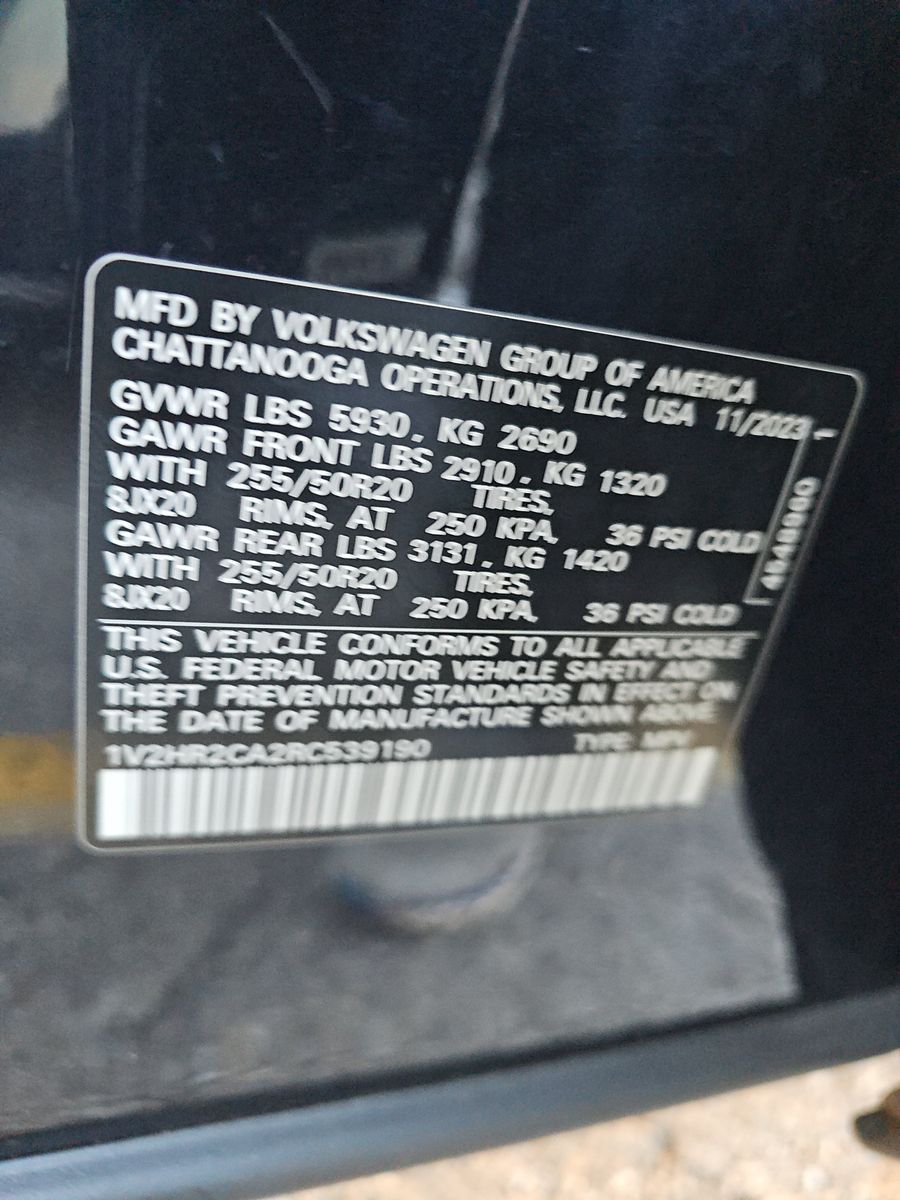 MFD BY VOLKSWAGEN GROUP OF AMERICA
CHATTANOOGA OPERATIONS, LLC. USA 11/2023 1
GVWR LBS 5930, KG 2690
GAWR FRONT LBS 2910, KG 1320
WITH 255/50R20 TIRES,
8JX20 RIMS, AT 250 KPA, 36 PSI COLD
GAWR REAR LBS 3131, KG 1420
WITH 255/50R20 TIRES,
8JX20 RIMS, AT 250 KPA, 36 PSI COLD
THIS VEHICLE CONFORMS TO ALL APPLICABLE
U.S. FEDERAL MOTOR VEHICLE SAFETY AND
THEFT PREVENTION STANDARDS IN EFFECT ON
THE DATE OF MANUFACTURE SHOWN ABOVE
1V2HR2CA2RC539190 TYPE: MPV